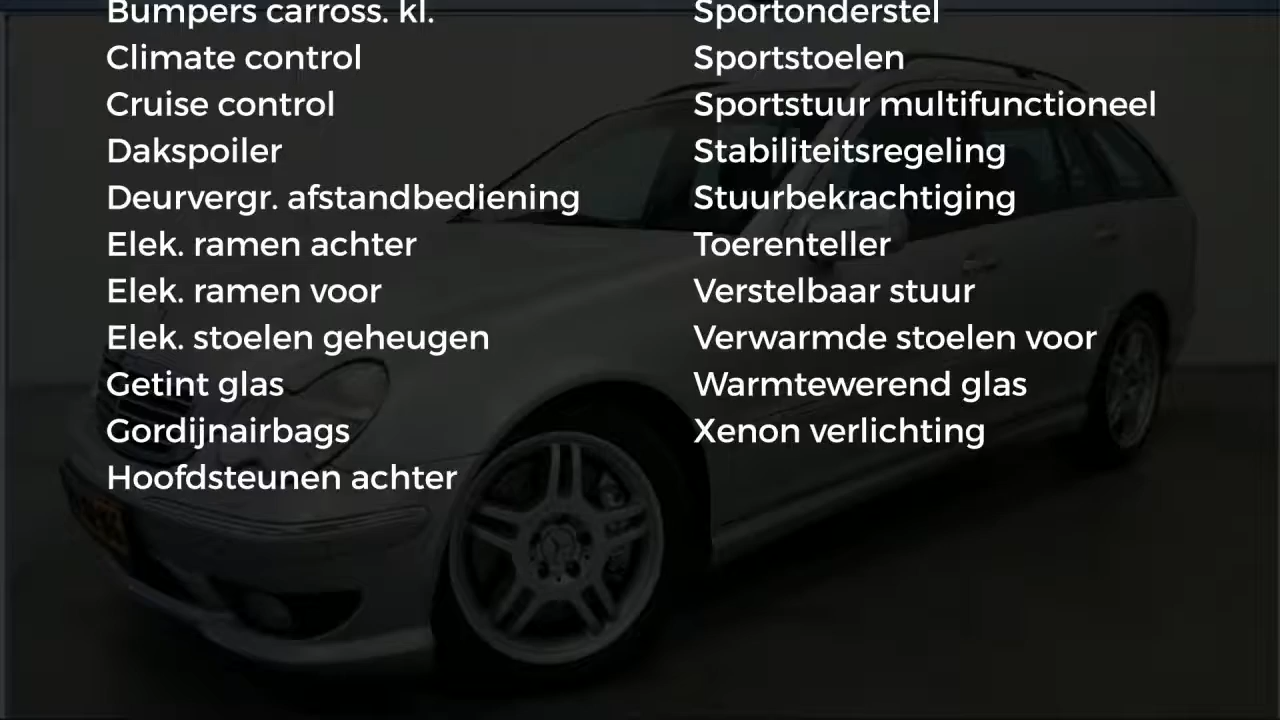 Bumpers carross. kl.
Climate control
Cruise control
Dakspoiler
Deurvergr. afstandbediening
Elek. ramen achter
Elek. ramen voor
Elek. stoelen geheugen
Getint glas
Gordijnairbags
Hoofdsteunen achter
Sportonderstel
Sportstoelen
Sportstuur multifunctioneel
Stabiliteitsregeling
Stuurbekrachtiging
Toerenteller
Verstelbaar stuur
Verwarmde stoelen voor
Warmtewerend glas
Xenon verlichting